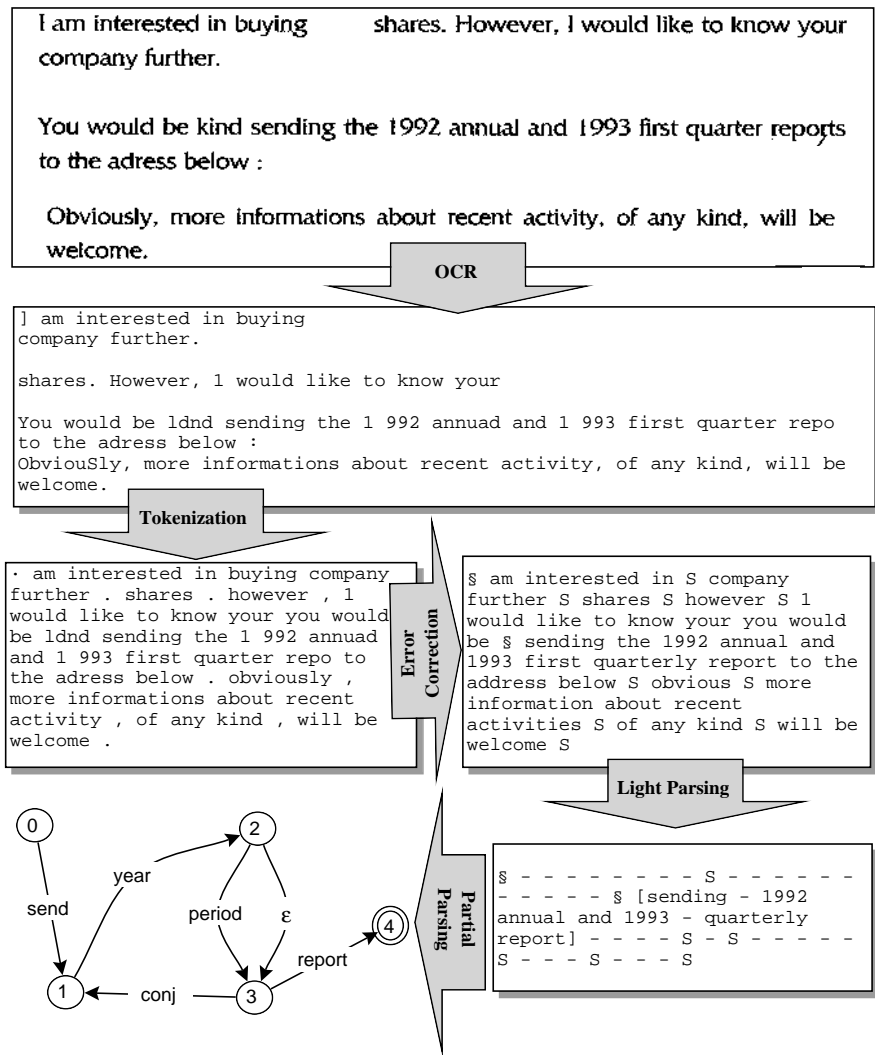 I am interested in buying shares. However, I would like to know your
company further.
You would be kind sending the 1992 annual and 1993 first quarter reports
to the adress below :
Obviously, more informations about recent activity, of any kind, will be
welcome.
OCR
] am interested in buying
company further.
shares. However, 1 would like to know your
You would be ldnd sending the 1 992 annuad and 1 993 first quarter repo
to the adress below :
ObviouSly, more informations about recent activity, of any kind, will be
welcome.
Tokenization
· am interested in buying company
further . shares . however , 1
would like to know your you would
be ldnd sending the 1 992 annuad
and 1 993 first quarter repo to
the adress below . obviously ,
more informations about recent
activity , of any kind , will be
welcome .
Error
Correction
§ am interested in S company
further S shares S however S 1
would like to know your you would
be § sending the 1992 annual and
1993 first quarterly report to the
address below S obvious S more
information about recent
activities S of any kind S will be
welcome S
Light Parsing
§ - - - - - - - - S - - - - - -
- - - - - § [sending - 1992
annual and 1993 - quarterly
report] - - - - S - S - - - - -
S - - - S - - - S
Partial
Parsing
0
2
year
send
period
ε
4
report
1
conj
3